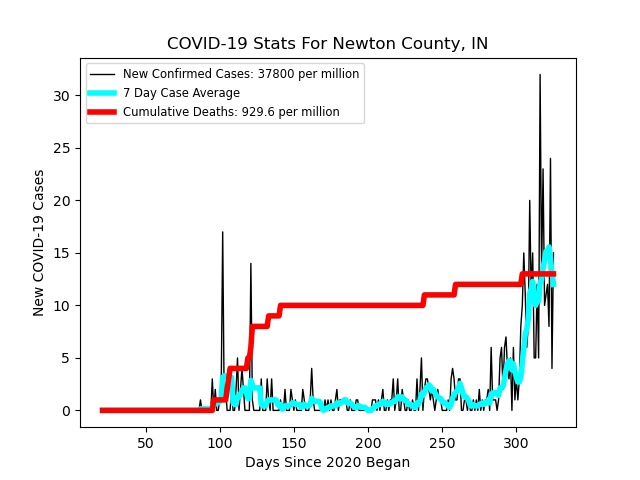 COVID-19 Stats For Newton County, IN
New Confirmed Cases: 37800 per million
7 Day Case Average
Cumulative Deaths: 929.6 per million
New COVID-19 Cases
30
25
20
15
10
5
0
50
100
150
200
250
300
Days Since 2020 Began